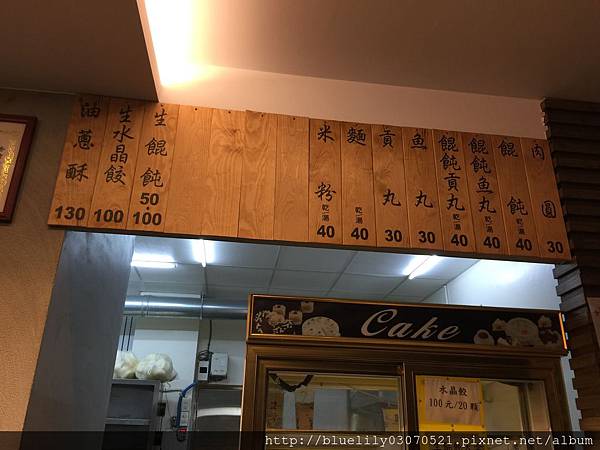 肉圓 30
餛飩 乾/湯 40
餛飩魚丸 乾/湯 40
餛飩貢丸 乾/湯 40
魚丸 30
貢丸 30
麵 乾/湯 40
米粉 乾/湯 40
生餛飩 50 100
生水晶餃 100
油蔥酥 130
Cake
水晶餃
100元/20顆
http://bluelily03070521.pixnet.net/album